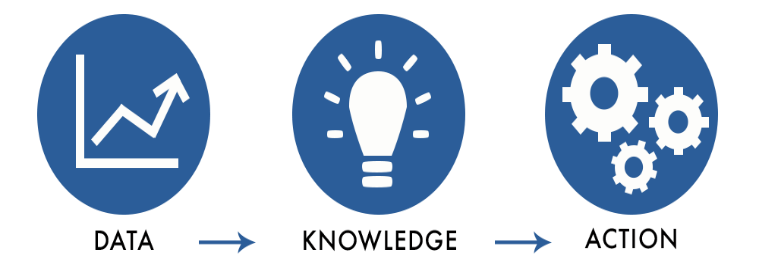 DATA → KNOWLEDGE → ACTION